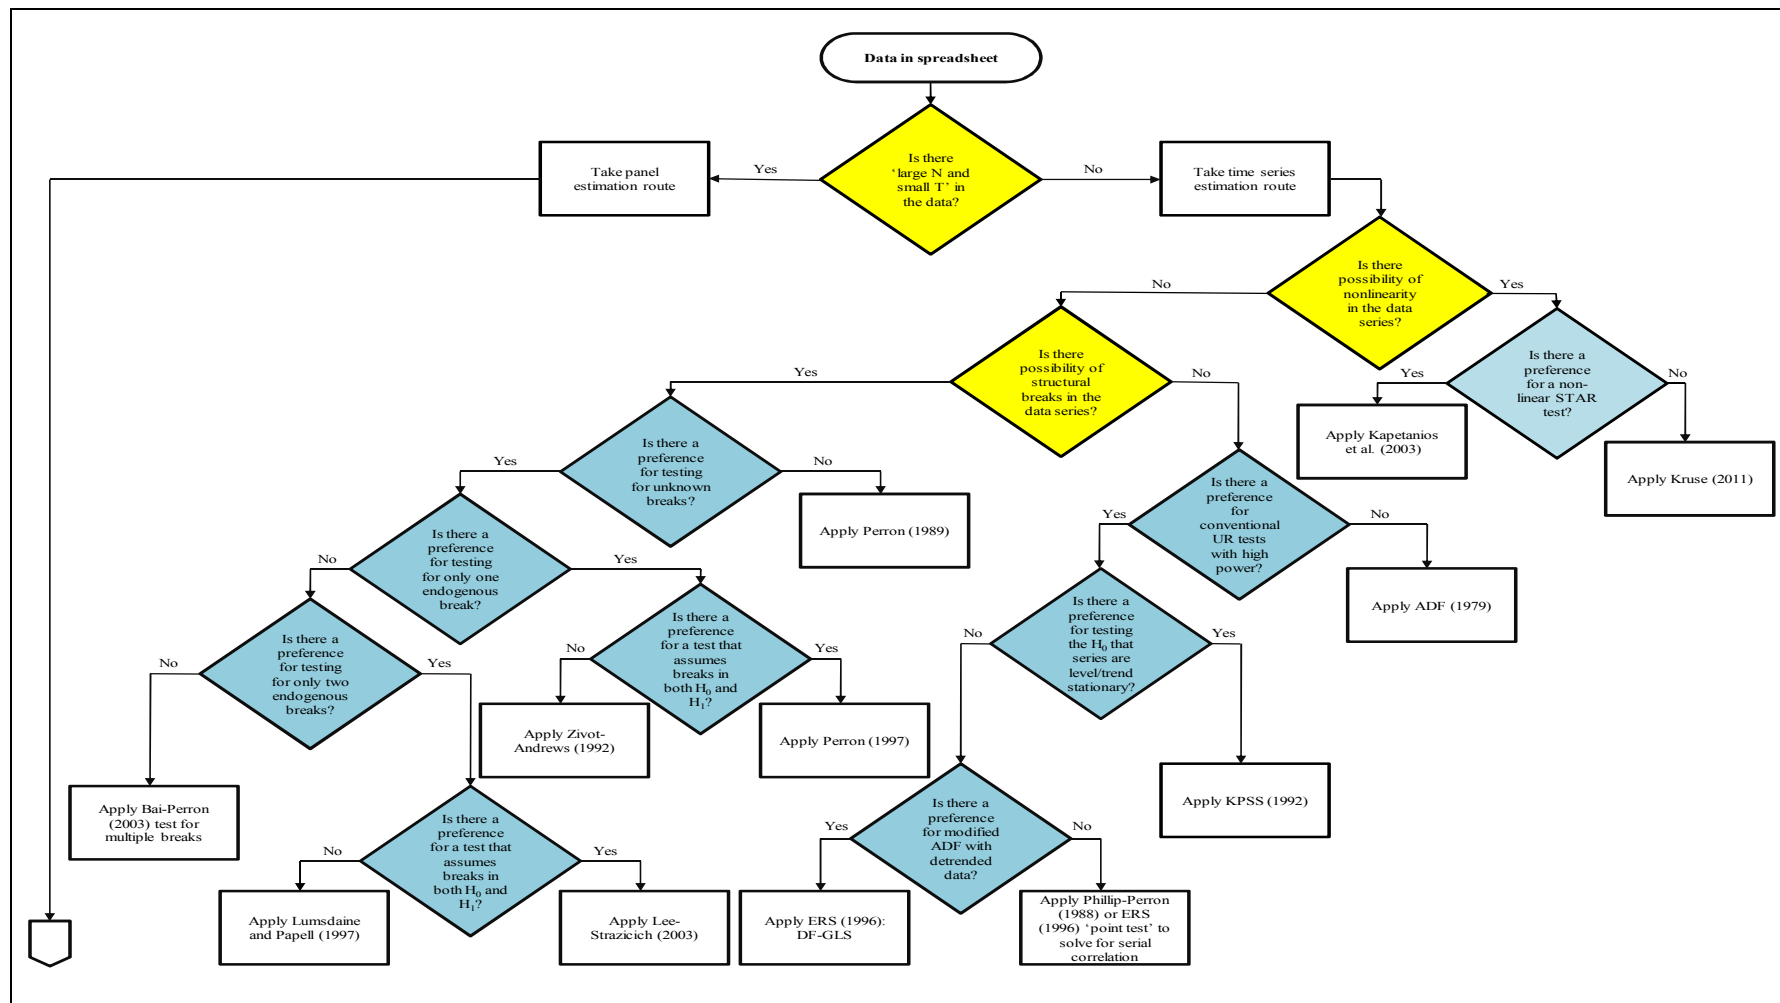 Data in spreadsheet
Is there
‘large N and
small T’ in
the data?
Yes
No
Take panel
estimation route
Take time series
estimation route
Is there
possibility of
nonlinearity
in the data
series?
No
Yes
Is there
possibility of
structural
breaks in the
data series?
Yes
No
Is there a
preference
for a non-
linear STAR
test?
Yes
No
Apply Kapetanios
et al. (2003)
Apply Kruse (2011)
Is there a
preference
for testing
for unknown
breaks?
Yes
No
Apply Perron (1989)
Is there a
preference
for
conventional
UR tests
with high
power?
Yes
No
Apply ADF (1979)
Is there a
preference
for testing
for only one
endogenous
break?
No
Yes
Is there a
preference
for testing
for only two
endogenous
breaks?
No
Yes
Is there a
preference
for a test that
assumes
breaks in
both H0 and
H1?
No
Yes
Is there a
preference
for testing
the H0 that
series are
level/trend
stationary?
No
Yes
Apply Zivot-
Andrews (1992)
Apply Perron (1997)
Apply KPSS (1992)
Apply Bai-Perron
(2003) test for
multiple breaks
Is there a
preference
for a test that
assumes
breaks in
both H0 and
H1?
No
Yes
Is there a
preference
for modified
ADF with
detrended
data?
Yes
No
Apply Lumsdaine
and Papell (1997)
Apply Lee-
Strazicich (2003)
Apply ERS (1996):
DF-GLS
Apply Phillip-Perron
(1988) or ERS
(1996) ‘point test’ to
solve for serial
correlation